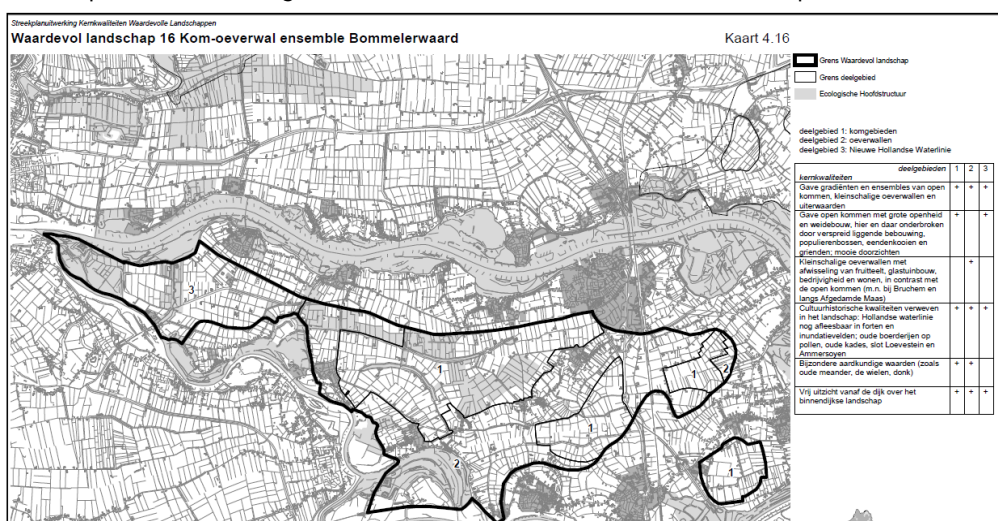 Streekplanuitwerking Kernkwaliteiten Waardevolle Landschappen
Waardevol landschap 16 Kom-oeverwal ensemble Bommelerwaard
Kaart 4.16
Grens Waardevol landschap
Grens deelgebied
Ecologische Hoofdstructuur
deelgebied 1: komgebieden
deelgebied 2: oeverwallen
deelgebied 3: Nieuwe Hollandse Waterlinie
deelgebieden 1 2 3
kernkwaliteiten
Gave gradiënten en ensembles van open + + +
kommen, kleinschalige oeverwallen en
uiterwaarden
Gave open kommen met grote openheid + +
en weidebouw, hier en daar onderbroken
door verspreid liggende bebouwing,
populierenbossen, eendenkooien en
grienden; mooie doorzichten
Kleinschalige oeverwallen met +
afwisseling van fruitteelt, glastuinbouw,
bedrijvigheid en wonen, in contrast met
de open kommen (m.n. bij Bruchem en
langs Afgedamde Maas)
Cultuurhistorische kwaliteiten verweven + + +
in het landschap: Hollandse waterlinie
nog afleesbaar in forten en
inundatievelden; oude boerderijen op
pollen, oude kades, slot Loevestein en
Ammersoyen
Bijzondere aardkundige waarden (zoals + +
oude meander, de wielen, donk)
Vrij uitzicht vanaf de dijk over het + + +
binnendijkse landschap
3
1
1
2
1
2
1